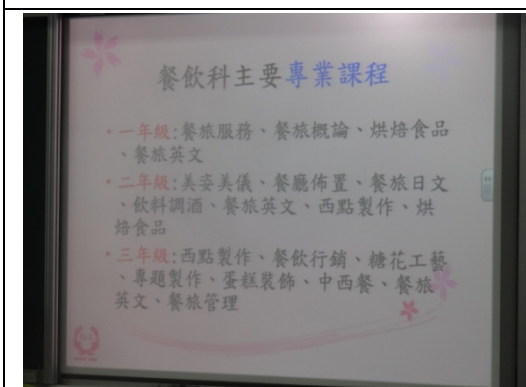 餐飲科主要專業課程
•一年級:餐旅服務、餐旅概論、烘焙食品
、餐旅英文
•二年級:美姿美儀、餐廳佈置、餐旅日文
、飲料調酒、餐旅英文、西點製作、烘
焙食品
•三年級:西點製作、餐飲行銷、糖花工藝
、專題製作、蛋糕裝飾、中西餐、餐旅
英文、餐旅管理